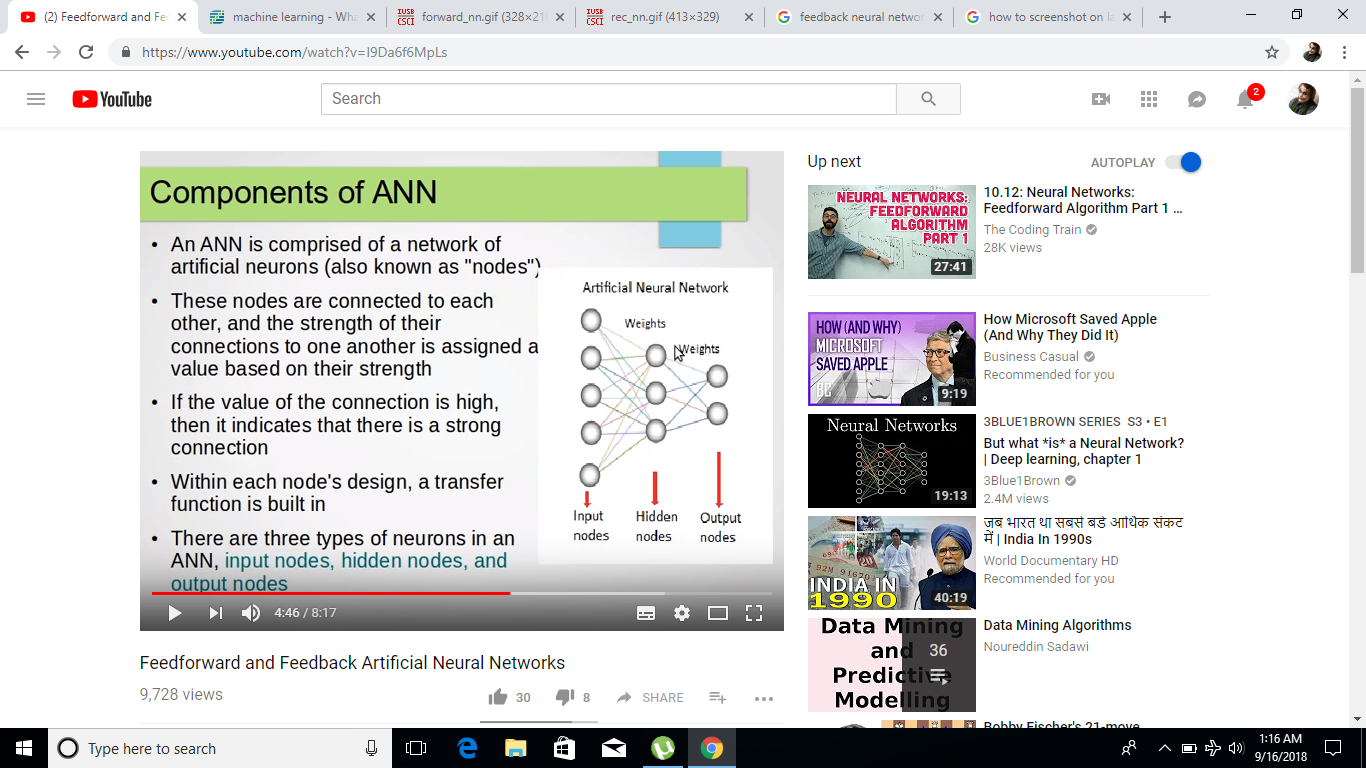 (2) Feedforward and Fee
machine learning - Wha
IUSB CSCI
forward_nn.gif (328×21
IUSB CSCI
rec_nn.gif (413×329)
feedback neural networ
how to screenshot on la
https://www.youtube.com/watch?v=I9Da6f6MpLs
YouTube
Search
2
Components of ANN
• An ANN is comprised of a network of
artificial neurons (also known as "nodes")
• These nodes are connected to each
other, and the strength of their
connections to one another is assigned a
value based on their strength
• If the value of the connection is high,
then it indicates that there is a strong
connection
• Within each node's design, a transfer
function is built in
• There are three types of neurons in an
ANN, input nodes, hidden nodes, and
output nodes
Artificial Neural Network
Weights
Weights
Input
nodes
Hidden
nodes
Output
nodes
4:46 / 8:17
Feedforward and Feedback Artificial Neural Networks
9,728 views
30
8
SHARE
Up next
AUTOPLAY
NEURAL NETWORKS:
FEEDFORWARD
ALGORITHM
PART 1
27:41
10.12: Neural Networks:
Feedforward Algorithm Part 1 ...
The Coding Train
28K views
HOW (AND WHY)
MICROSOFT
SAVED APPLE
BC
9:19
How Microsoft Saved Apple
(And Why They Did It)
Business Casual
Recommended for you
Neural Networks
19:13
3BLUE1BROWN SERIES S3 • E1
But what *is* a Neural Network?
| Deep learning, chapter 1
3Blue1Brown
2.4M views
INDIA IN
1990
40:19
जब भारत था सबसे बड़े आर्थिक संकट
में | India In 1990s
World Documentary HD
Recommended for you
Data Mining
and
Predictive
Modelling
36
Data Mining Algorithms
Noureddin Sadawi
Bobby Fischer's 21-move
Type here to search
1:16 AM
9/16/2018